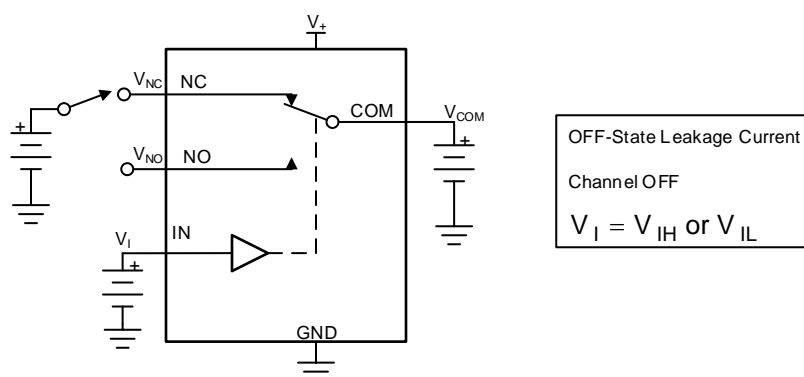 V+
VNC NC
COM VCOM
VNO NO
VI IN
GND
+
+
+
OFF-State Leakage Current
Channel OFF
VI = VIH or VIL